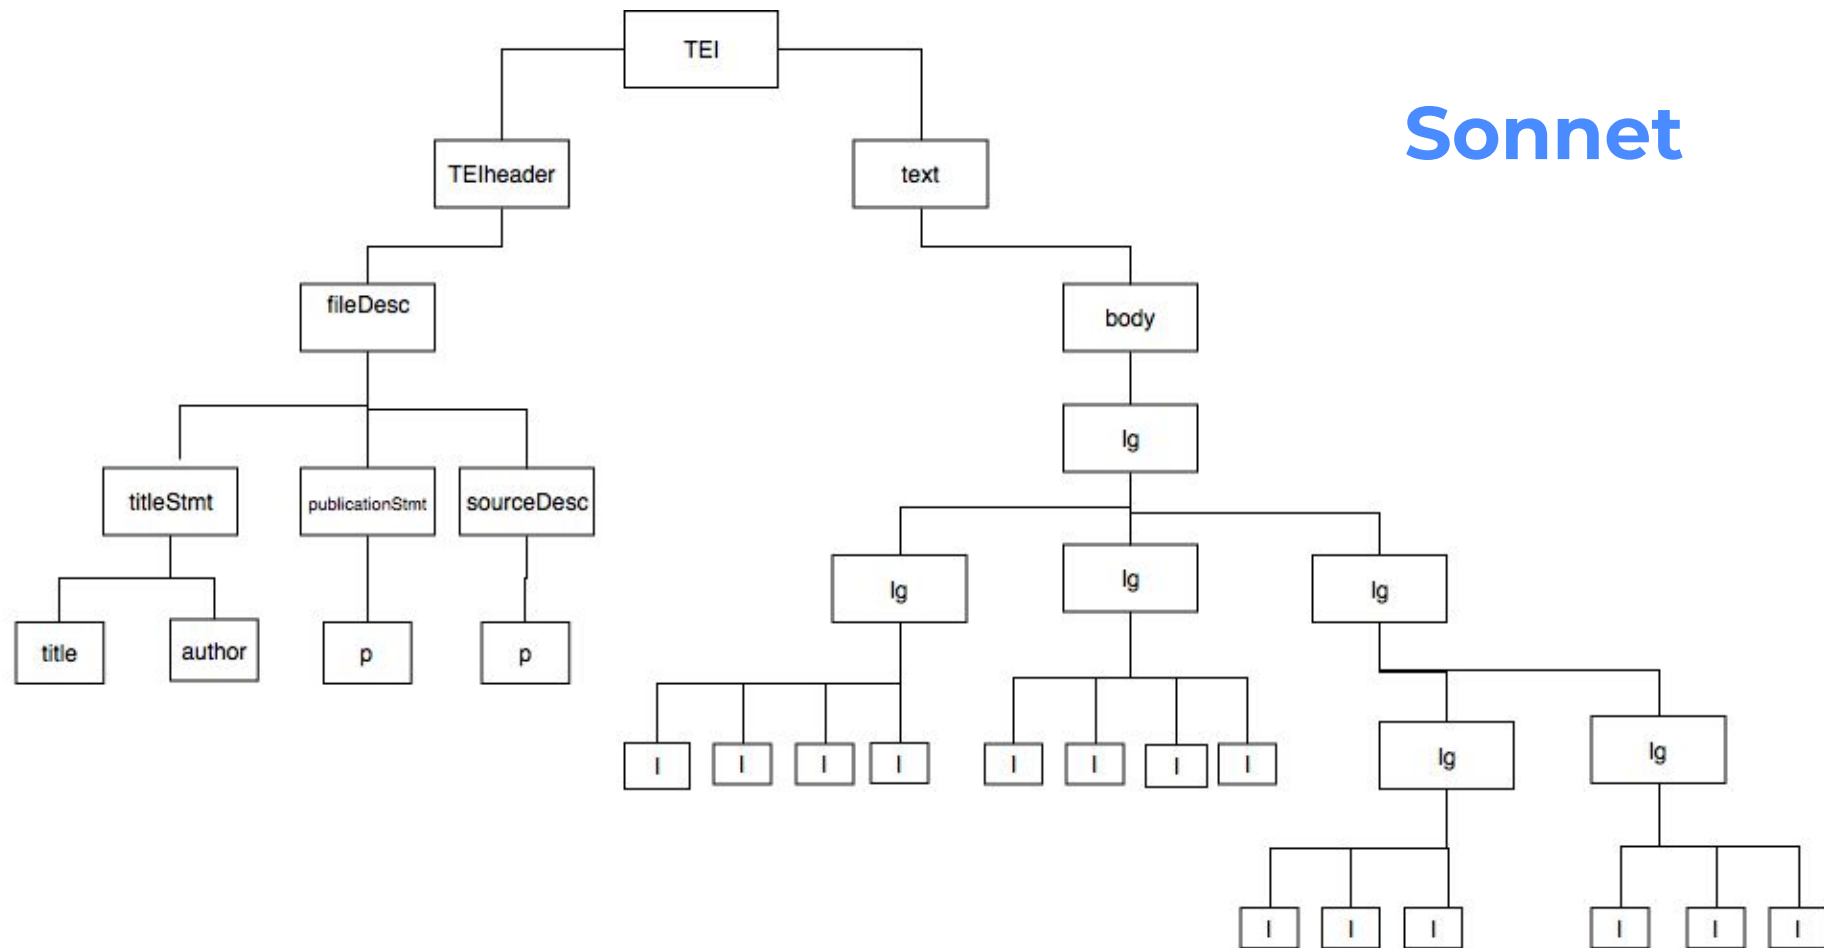 TEI
Sonnet
TEIheader
text
fileDesc
body
lg
titleStmt
publicationStmt
sourceDesc
lg
lg
lg
title
author
p
p
lg
lg
l
l
l
l
l
l
l
l
l
l
l
l
l
l